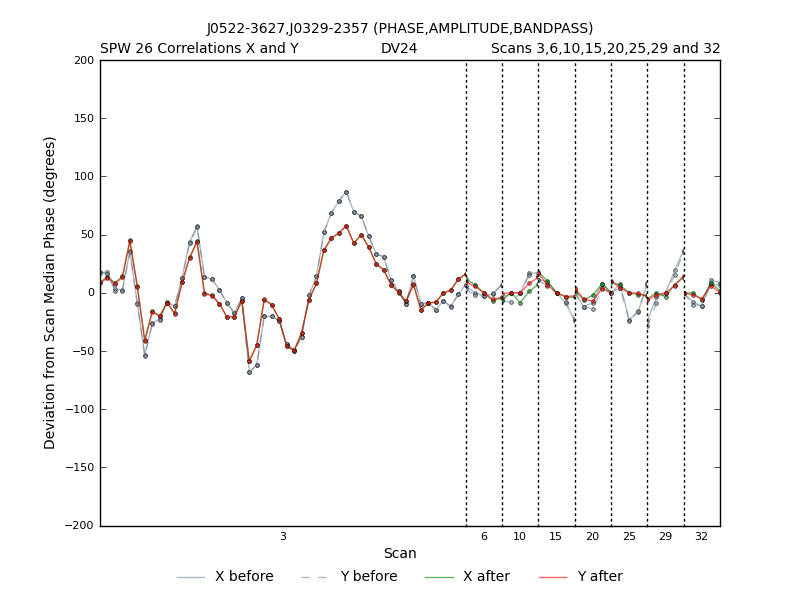 J0522-3627,J0329-2357 (PHASE,AMPLITUDE,BANDPASS)
SPW 26 Correlations X and Y DV24 Scans 3,6,10,15,20,25,29 and 32
200
150
100
50
0
−50
−100
−150
−200
Deviation from Scan Median Phase (degrees)
3 6 10 15 20 25 29 32
Scan
X before Y before X after Y after